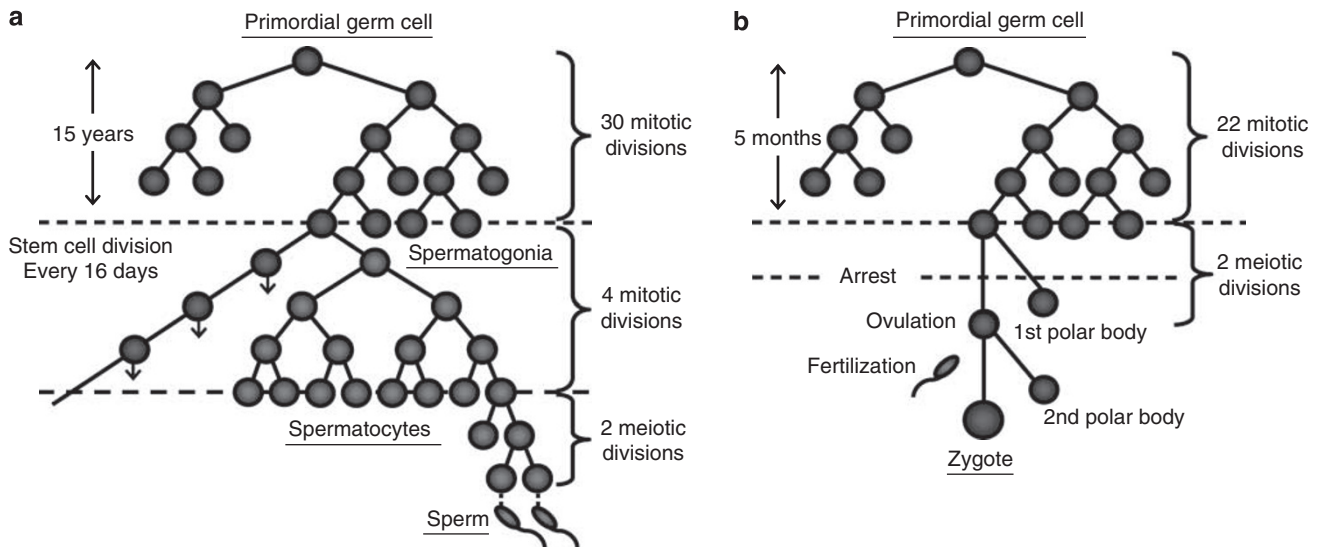 a
Primordial germ cell
15 years
30 mitotic
divisions
Stem cell division
Every 16 days
Spermatogonia
4 mitotic
divisions
Spermatocytes
2 meiotic
divisions
Sperm
b
Primordial germ cell
5 months
22 mitotic
divisions
Arrest
2 meiotic
divisions
Ovulation
1st polar body
Fertilization
2nd polar body
Zygote